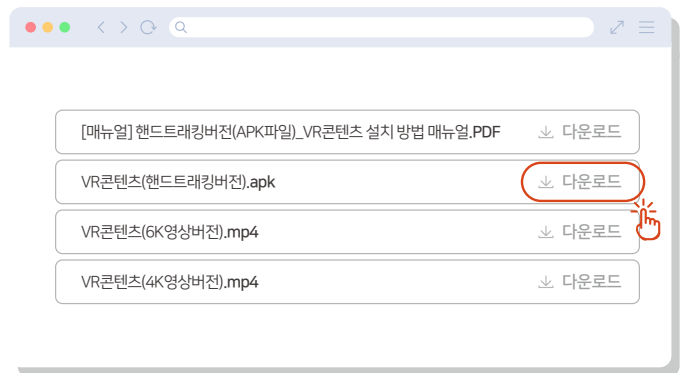 [매뉴얼] 핸드트래킹버전(APK파일)_VR콘텐츠 설치 방법 매뉴얼.PDF 다운로드
VR콘텐츠(핸드트래킹버전).apk 다운로드
VR콘텐츠(6K영상버전).mp4 다운로드
VR콘텐츠(4K영상버전).mp4 다운로드